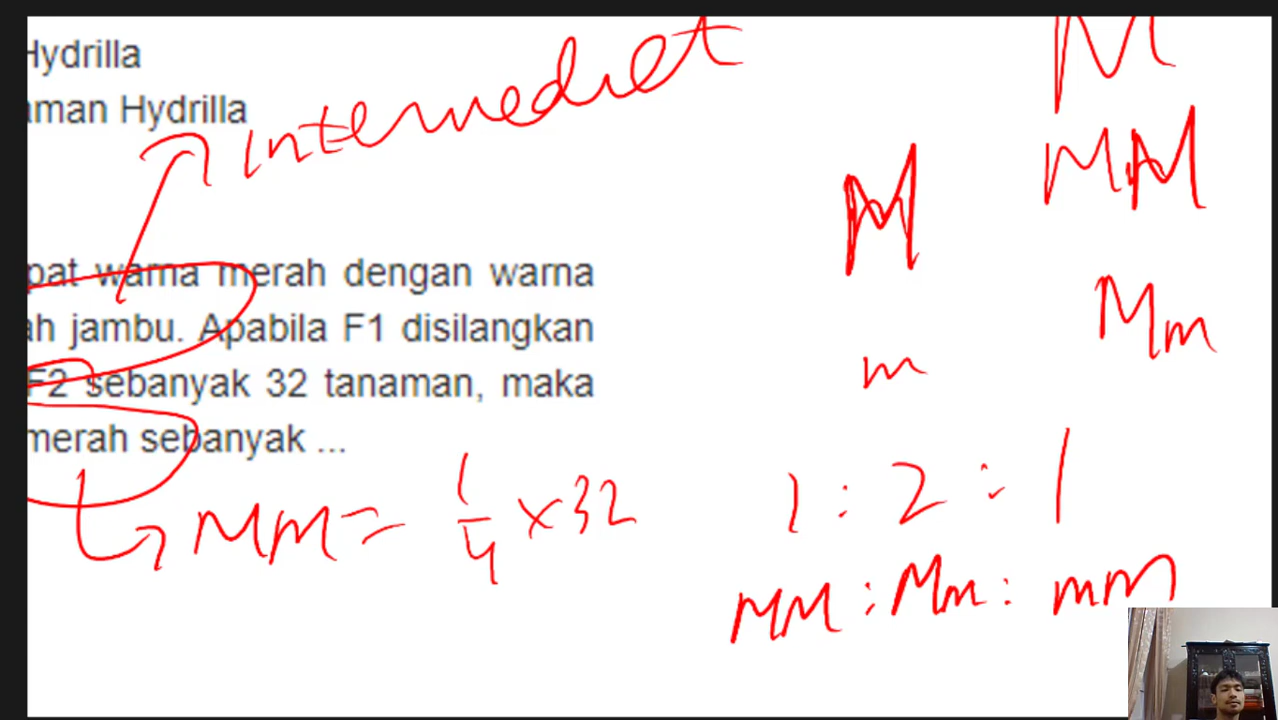 Hydrilla
aman Hydrilla
intermediet
pat warna merah dengan warna
ah jambu. Apabila F1 disilangkan
F2 sebanyak 32 tanaman, maka
merah sebanyak ...
MM = 1/4 x 32
M
M MM
m Mm
1 : 2 : 1
MM : Mm : mm